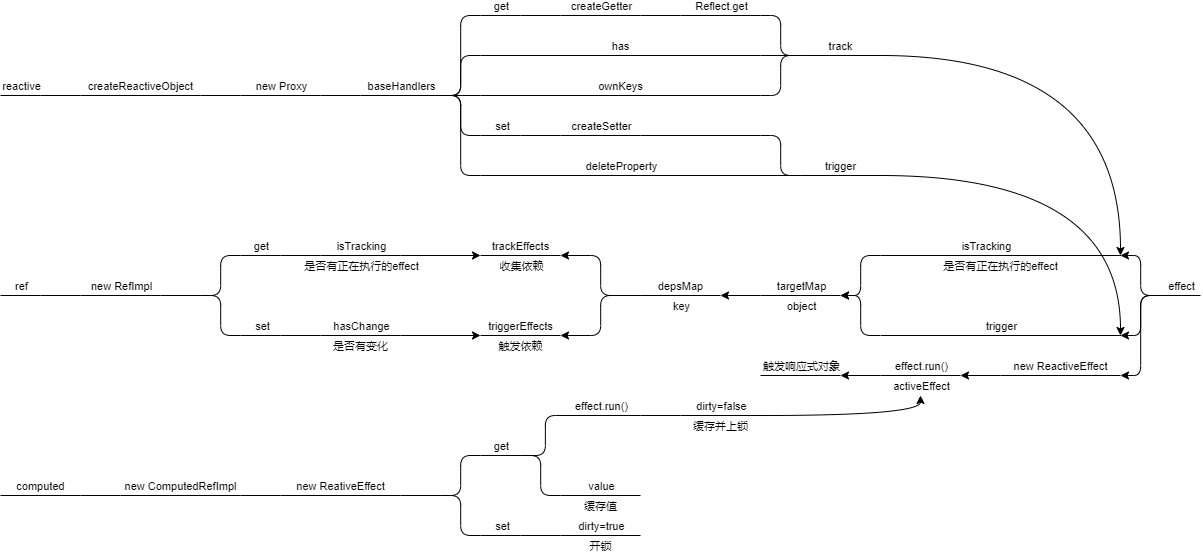 get
createGetter
Reflect.get
has
track
reactive
createReactiveObject
new Proxy
baseHandlers
ownKeys
set
createSetter
deleteProperty
trigger
get
isTracking
trackEffects
isTracking
是否有正在执行的effect
收集依赖
是否有正在执行的effect
ref
new RefImpl
depsMap
targetMap
effect
key
object
set
hasChange
triggerEffects
trigger
是否有变化
触发依赖
触发响应式对象
effect.run()
new ReactiveEffect
activeEffect
effect.run()
dirty=false
缓存并上锁
get
computed
new ComputedRefImpl
new ReativeEffect
value
缓存值
set
dirty=true
开锁